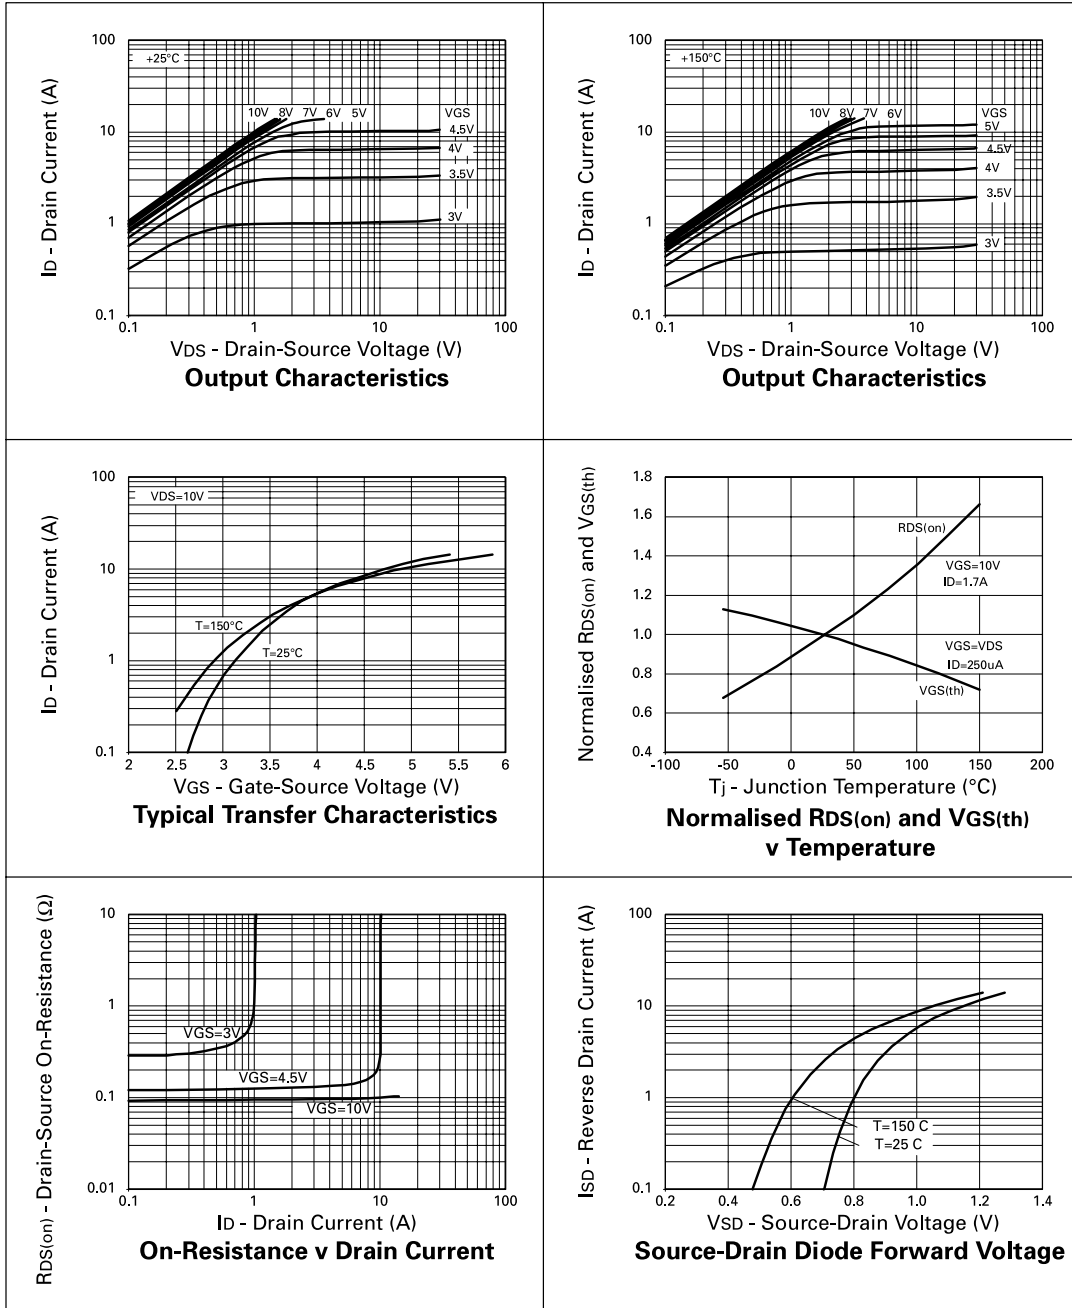 100
+25°C
10V 8V 7V 6V 5V VGS
4.5V
4V
3.5V
3V
10
1
0.1
0.1 1 10 100
ID - Drain Current (A)
VDS - Drain-Source Voltage (V)
Output Characteristics
100
+150°C
10V 8V 7V 6V VGS
5V
4.5V
4V
3.5V
3V
10
1
0.1
0.1 1 10 100
ID - Drain Current (A)
VDS - Drain-Source Voltage (V)
Output Characteristics
100
VDS=10V
10
T=150°C
T=25°C
1
0.1
2 2.5 3 3.5 4 4.5 5 5.5 6
ID - Drain Current (A)
VGS - Gate-Source Voltage (V)
Typical Transfer Characteristics
1.8
1.6
1.4
1.2
1.0
0.8
0.6
0.4
RDS(on)
VGS=10V
ID=1.7A
VGS=VDS
ID=250uA
VGS(th)
-100 -50 0 50 100 150 200
Normalised RDS(on) and VGS(th)
Tj - Junction Temperature (°C)
Normalised RDS(on) and VGS(th)
v Temperature
10
1
0.1
0.01
VGS=3V
VGS=4.5V
VGS=10V
0.1 1 10 100
RDS(on) - Drain-Source On-Resistance (Ω)
ID - Drain Current (A)
On-Resistance v Drain Current
100
10
1
0.1
T=150 C
T=25 C
0.2 0.4 0.6 0.8 1.0 1.2 1.4
ISD - Reverse Drain Current (A)
VSD - Source-Drain Voltage (V)
Source-Drain Diode Forward Voltage